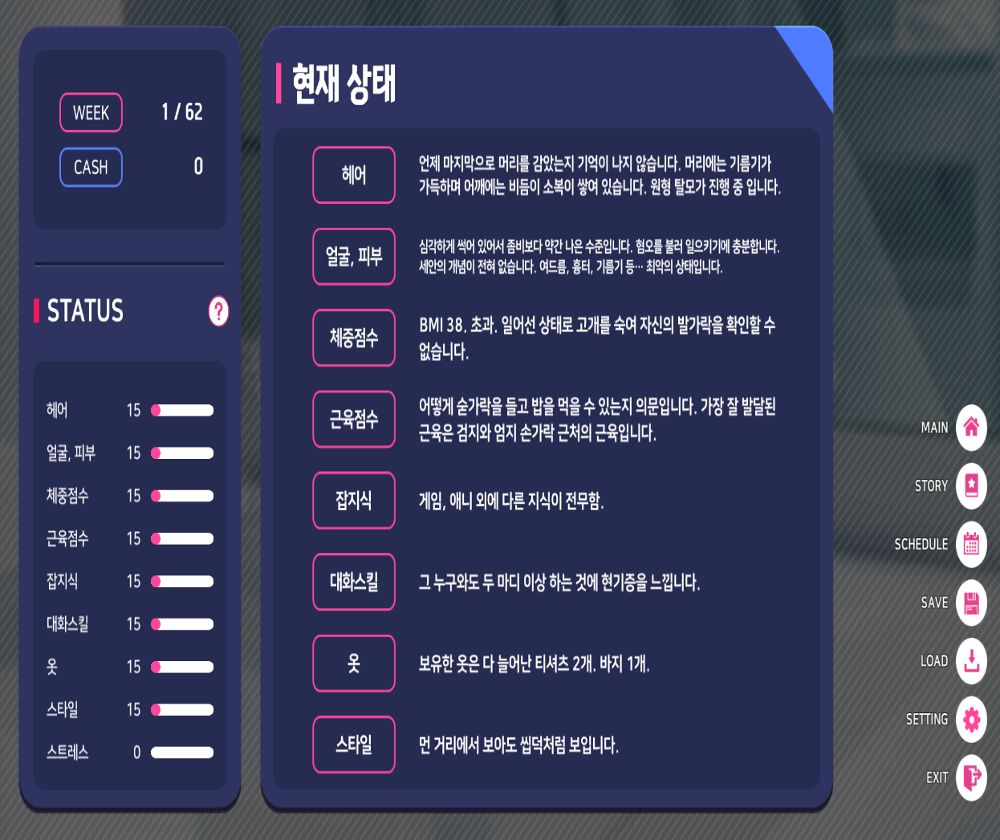 WEEK 1 / 62
CASH 0
STATUS ?
헤어 15
얼굴, 피부 15
체중점수 15
근육점수 15
잡지식 15
대화스킬 15
옷 15
스타일 15
스트레스 0
현재 상태
헤어
언제 마지막으로 머리를 감았는지 기억이 나지 않습니다. 머리에는 기름기가
가득하며 어깨에는 비듬이 소복이 쌓여 있습니다. 원형 탈모가 진행 중 입니다.
얼굴, 피부
심각하게 썩어 있어서 좀비보다 약간 나은 수준입니다. 혐오를 불러 일으키기에 충분합니다.
세안의 개념이 전혀 없습니다. 여드름, 흉터, 기름기 등… 최악의 상태입니다.
체중점수
BMI 38. 초과. 일어선 상태로 고개를 숙여 자신의 발가락을 확인할 수
없습니다.
근육점수
어떻게 숟가락을 들고 밥을 먹을 수 있는지 의문입니다. 가장 잘 발달된
근육은 검지와 엄지 손가락 근처의 근육입니다.
잡지식
게임, 애니 외에 다른 지식이 전무함.
대화스킬
그 누구와도 두 마디 이상 하는 것에 현기증을 느낍니다.
옷
보유한 옷은 다 늘어난 티셔츠 2개. 바지 1개.
스타일
먼 거리에서 보아도 씹덕처럼 보입니다.
MAIN
STORY
SCHEDULE
SAVE
LOAD
SETTING
EXIT